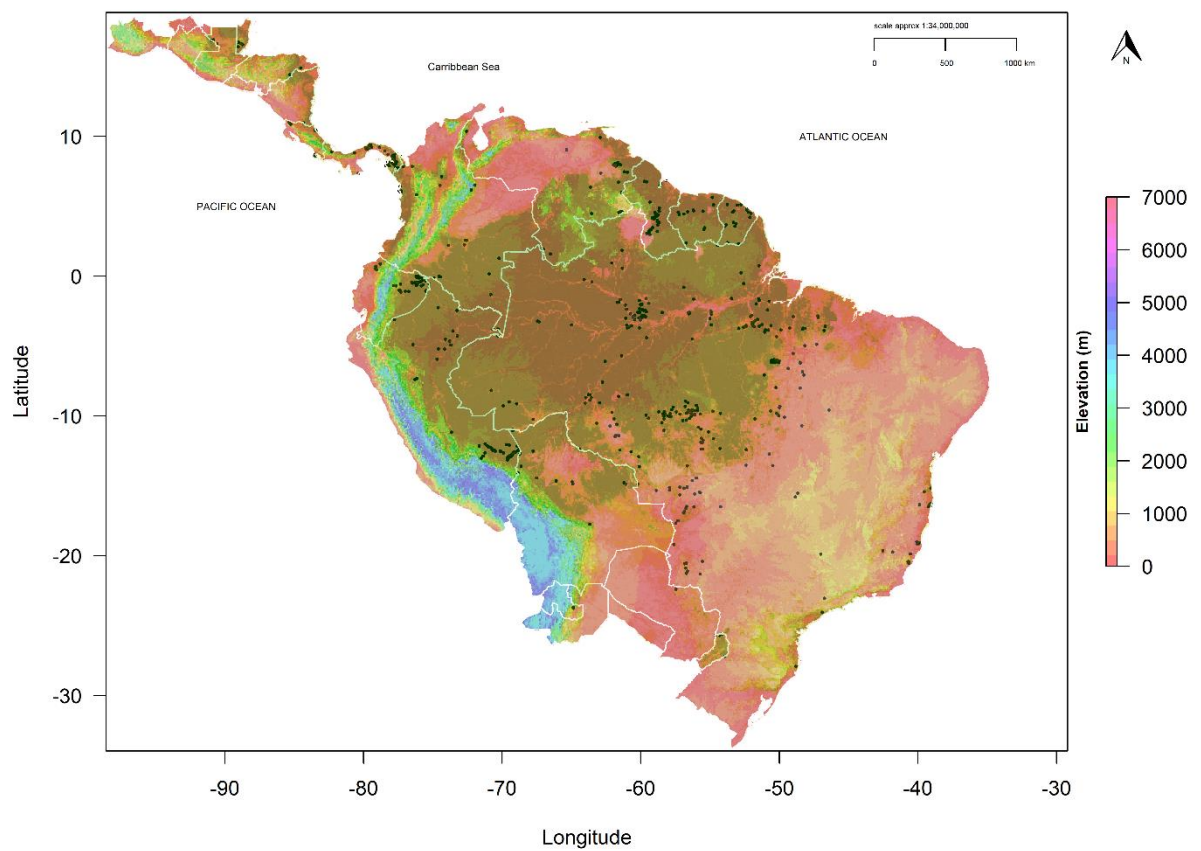 scale approx 1:34,000,000
0 500 1000 km
N
Carribbean Sea
ATLANTIC OCEAN
PACIFIC OCEAN
10
0
-10
-20
-30
Latitude
-90 -80 -70 -60 -50 -40 -30
Longitude
Elevation (m)
7000
6000
5000
4000
3000
2000
1000
0